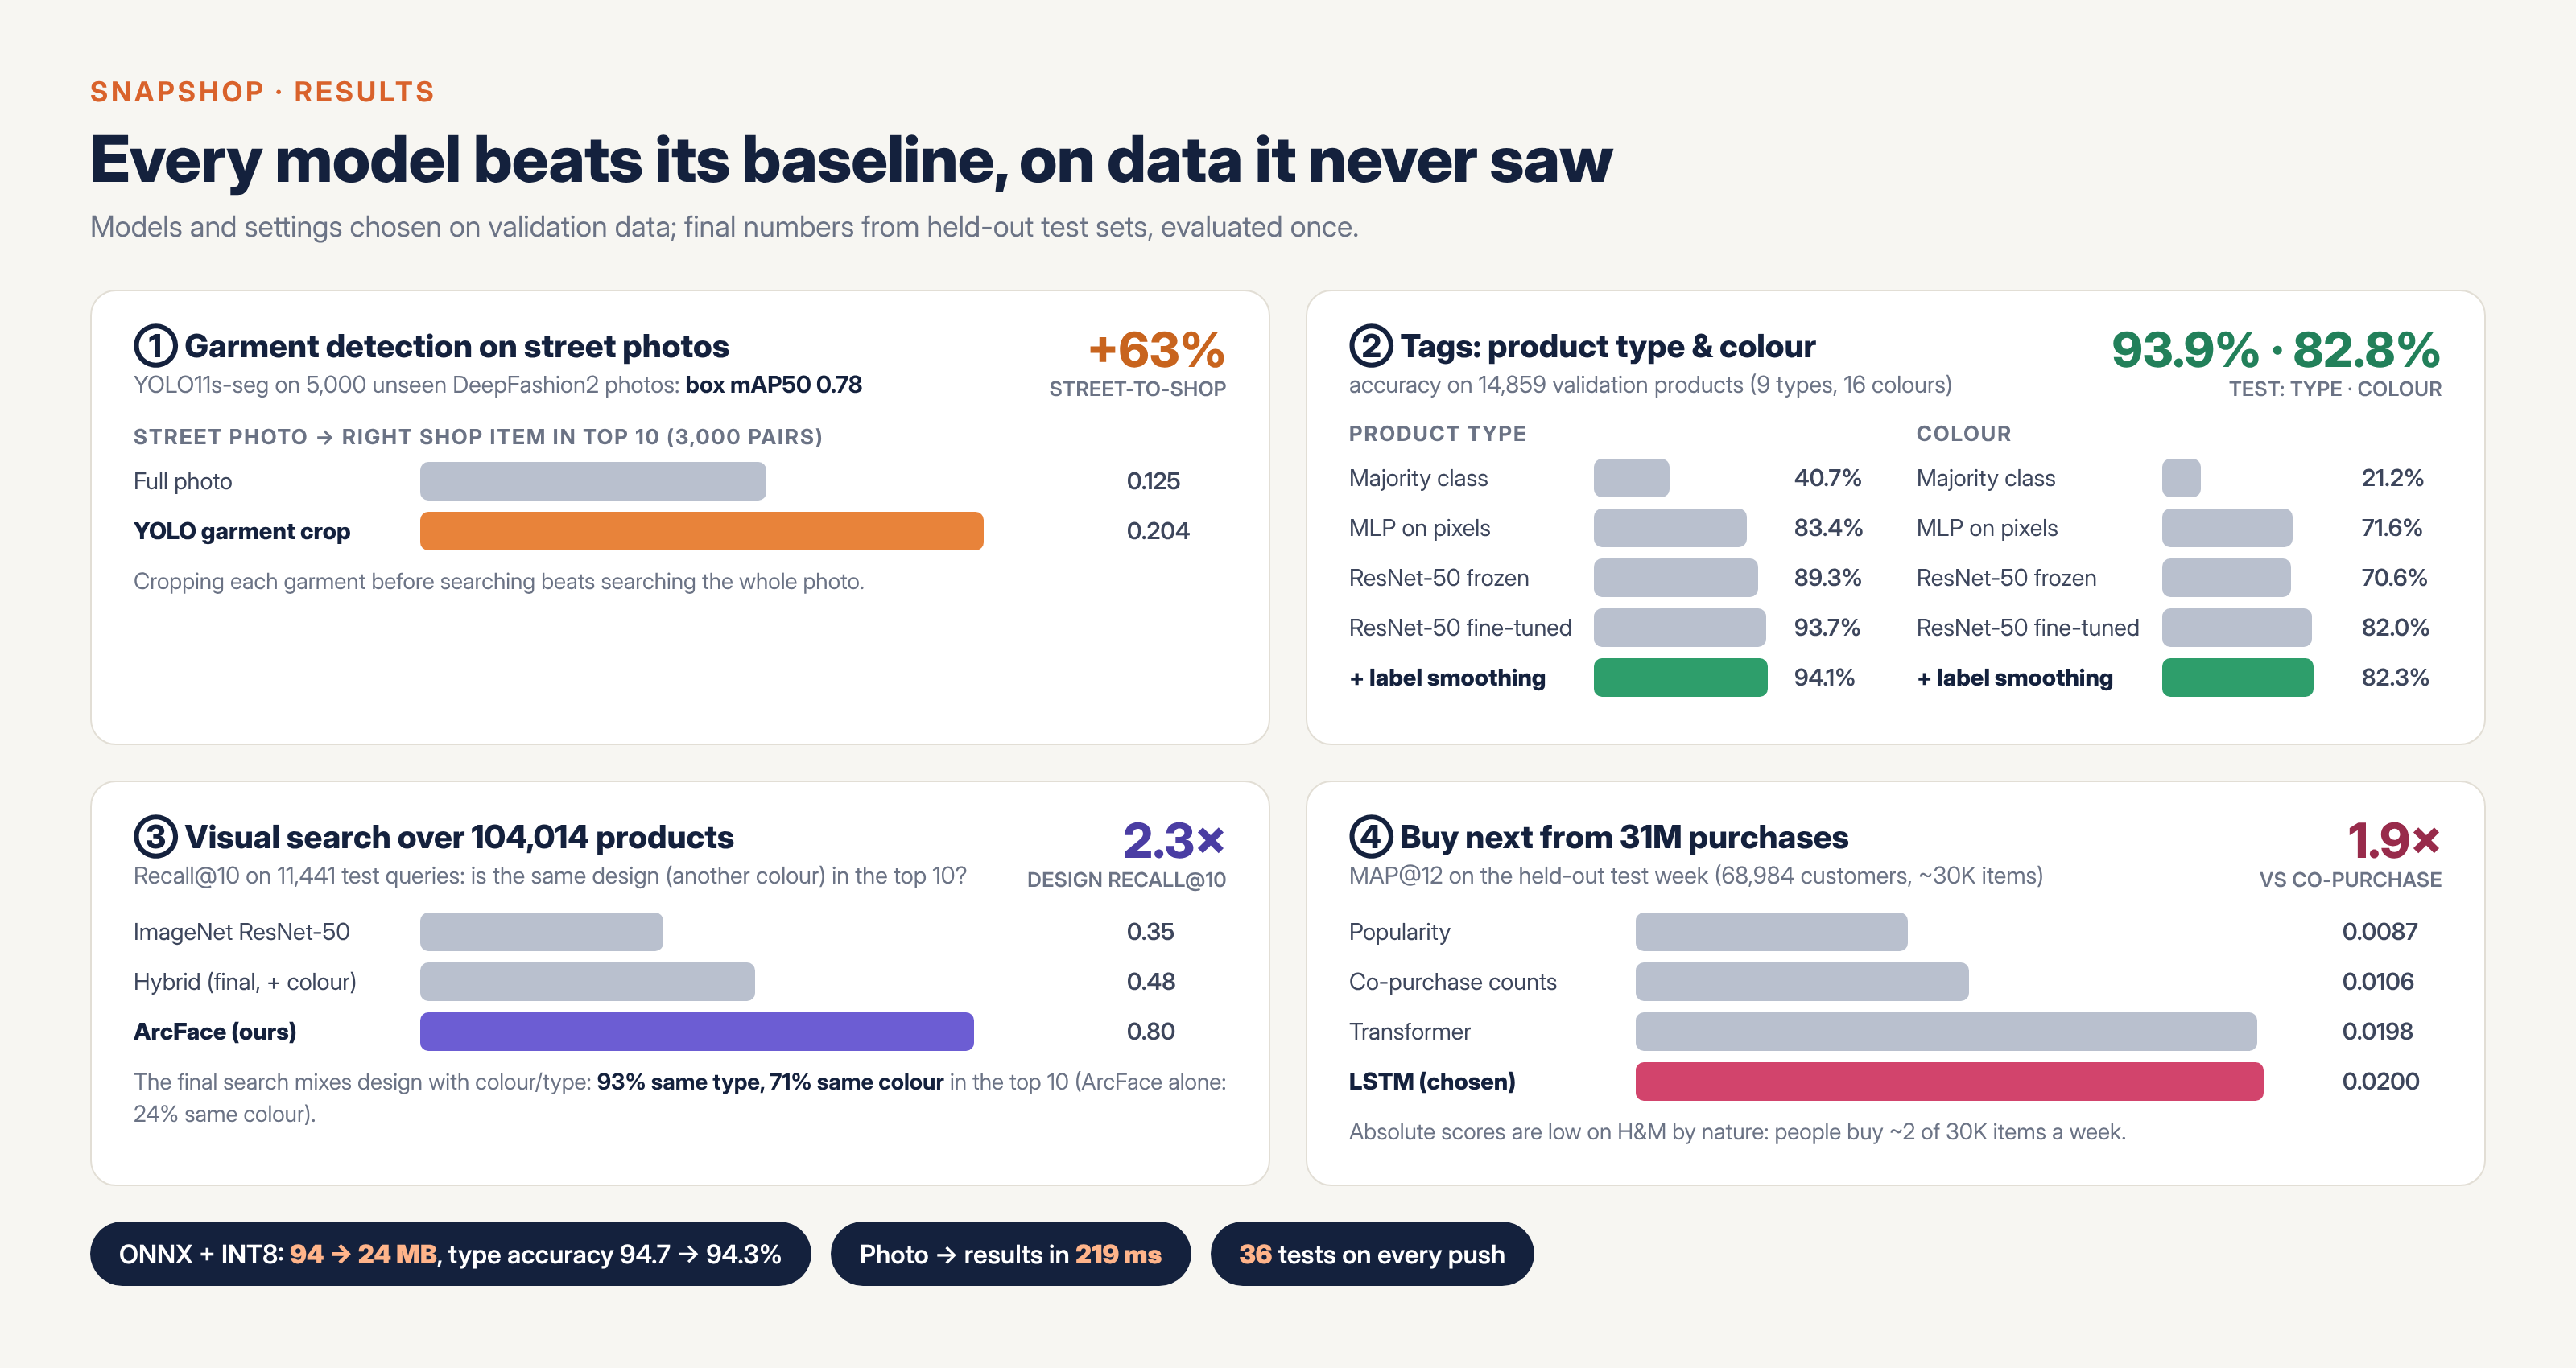 SNAPSHOP · RESULTS
Every model beats its baseline, on data it never saw
Models and settings chosen on validation data; final numbers from held-out test sets, evaluated once.
① Garment detection on street photos
+63%
YOLO11s-seg on 5,000 unseen DeepFashion2 photos: box mAP50 0.78
STREET-TO-SHOP
STREET PHOTO → RIGHT SHOP ITEM IN TOP 10 (3,000 PAIRS)
Full photo 0.125
YOLO garment crop 0.204
Cropping each garment before searching beats searching the whole photo.
② Tags: product type & colour
93.9% · 82.8%
accuracy on 14,859 validation products (9 types, 16 colours)
TEST: TYPE · COLOUR
PRODUCT TYPE
Majority class 40.7%
MLP on pixels 83.4%
ResNet-50 frozen 89.3%
ResNet-50 fine-tuned 93.7%
+ label smoothing 94.1%
COLOUR
Majority class 21.2%
MLP on pixels 71.6%
ResNet-50 frozen 70.6%
ResNet-50 fine-tuned 82.0%
+ label smoothing 82.3%
③ Visual search over 104,014 products
2.3×
Recall@10 on 11,441 test queries: is the same design (another colour) in the top 10?
DESIGN RECALL@10
ImageNet ResNet-50 0.35
Hybrid (final, + colour) 0.48
ArcFace (ours) 0.80
The final search mixes design with colour/type: 93% same type, 71% same colour in the top 10 (ArcFace alone:
24% same colour).
④ Buy next from 31M purchases
1.9×
MAP@12 on the held-out test week (68,984 customers, ~30K items)
VS CO-PURCHASE
Popularity 0.0087
Co-purchase counts 0.0106
Transformer 0.0198
LSTM (chosen) 0.0200
Absolute scores are low on H&M by nature: people buy ~2 of 30K items a week.
ONNX + INT8: 94 → 24 MB, type accuracy 94.7 → 94.3%
Photo → results in 219 ms
36 tests on every push